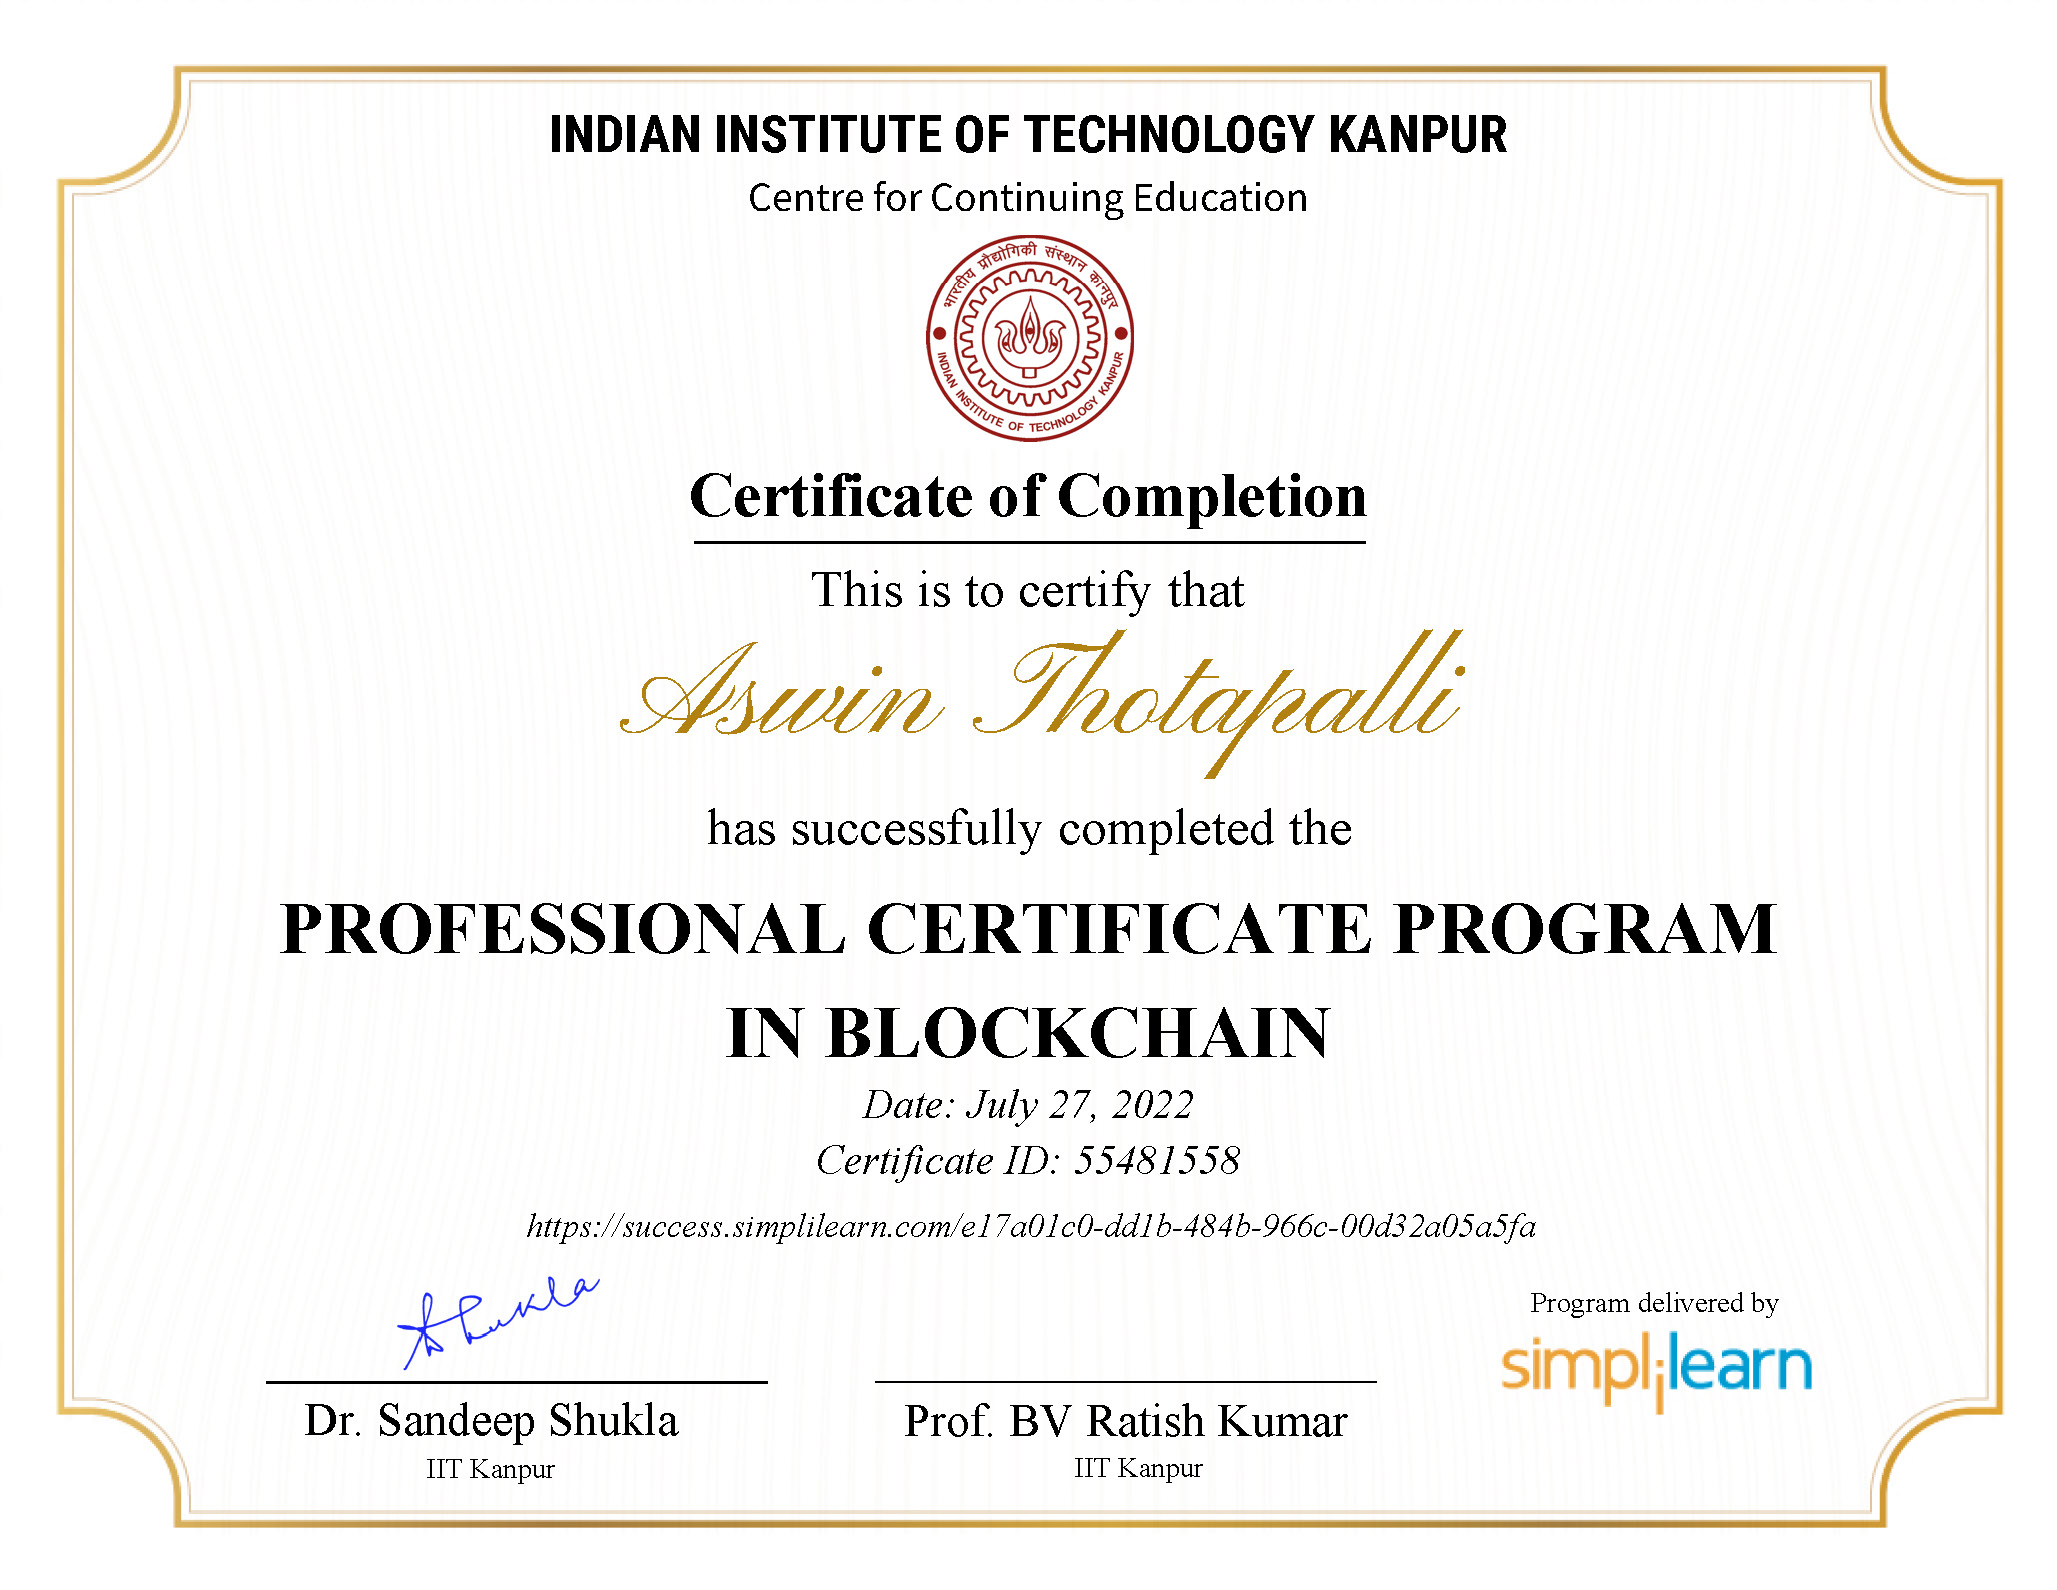 INDIAN INSTITUTE OF TECHNOLOGY KANPUR
Centre for Continuing Education
भारतीय प्रौद्योगिकी संस्थान कानपुर
INDIAN INSTITUTE OF TECHNOLOGY KANPUR
Certificate of Completion
This is to certify that
Aswin Thotapalli
has successfully completed the
PROFESSIONAL CERTIFICATE PROGRAM
IN BLOCKCHAIN
Date: July 27, 2022
Certificate ID: 55481558
https://success.simplilearn.com/e17a01c0-dd1b-484b-966c-00d32a05a5fa
Shukla
Dr. Sandeep Shukla
IIT Kanpur
Prof. BV Ratish Kumar
IIT Kanpur
Program delivered by
simplilearn